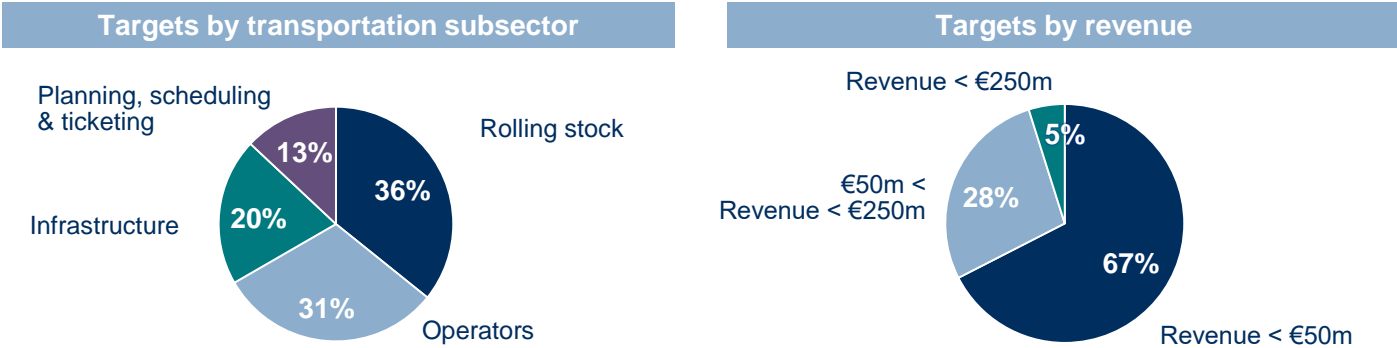 Targets by transportation subsector
Planning, scheduling
& ticketing
13%
Rolling stock
36%
20%
Infrastructure
31%
Operators
Targets by revenue
Revenue < €250m
5%
€50m <
Revenue < €250m
28%
67%
Revenue < €50m